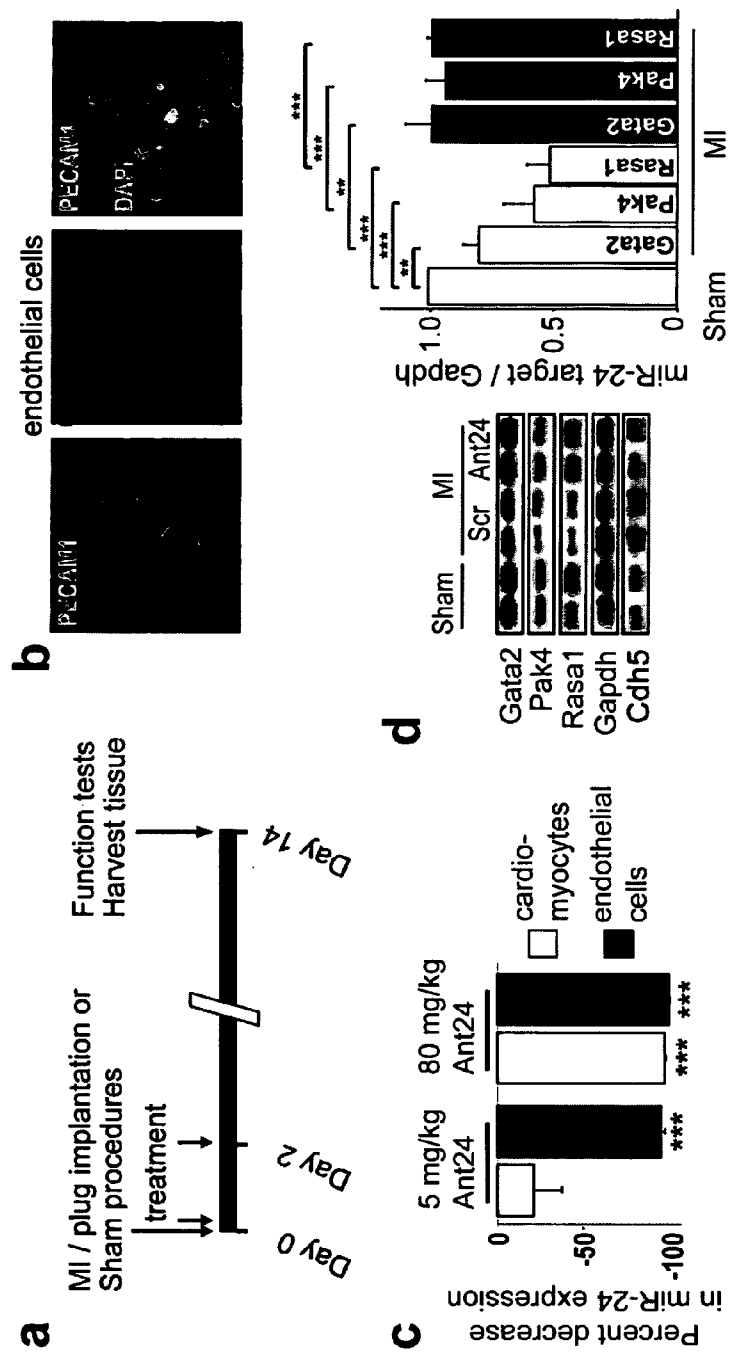 a
MI / plug implantation or
Sham procedures
treatment
Function tests
Harvest tissue
Day 0
Day 2
Day 14
b
endothelial cells
PECAM1
PECAM1
DAPI
c
Percent decrease
in miR-24 expression
0
-50
-100
5 mg/kg
Ant24
80 mg/kg
Ant24
***
***
***
cardio-
myocytes
endothelial
cells
d
Sham
MI
Scr
Ant24
Gata2
Pak4
Rasa1
Gapdh
Cdh5
miR-24 target / Gapdh
1.0
0.5
0
**
***
***
**
***
***
Gata2
Pak4
Rasa1
Gata2
Pak4
Rasa1
Sham
MI